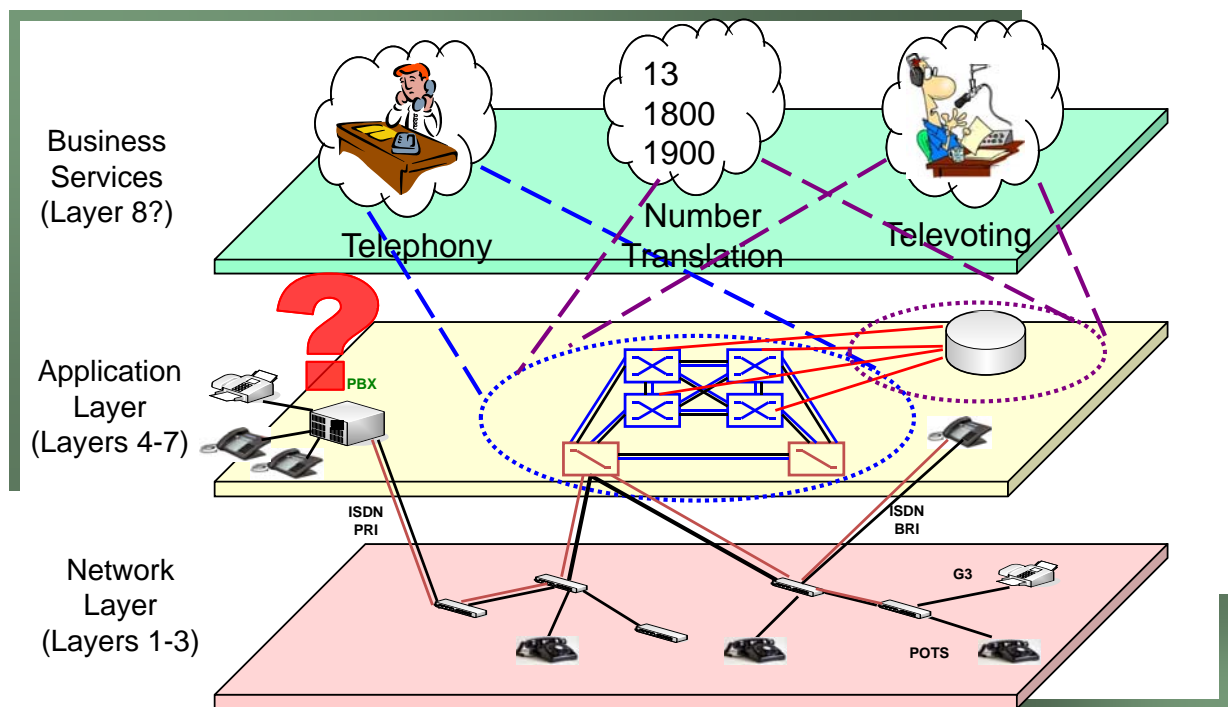 Business
Services
(Layer 8?)
13
1800
1900
Telephony
Number
Translation
Televoting
?
Application
Layer
(Layers 4-7)
PBX
ISDN
PRI
ISDN
BRI
Network
Layer
(Layers 1-3)
G3
POTS